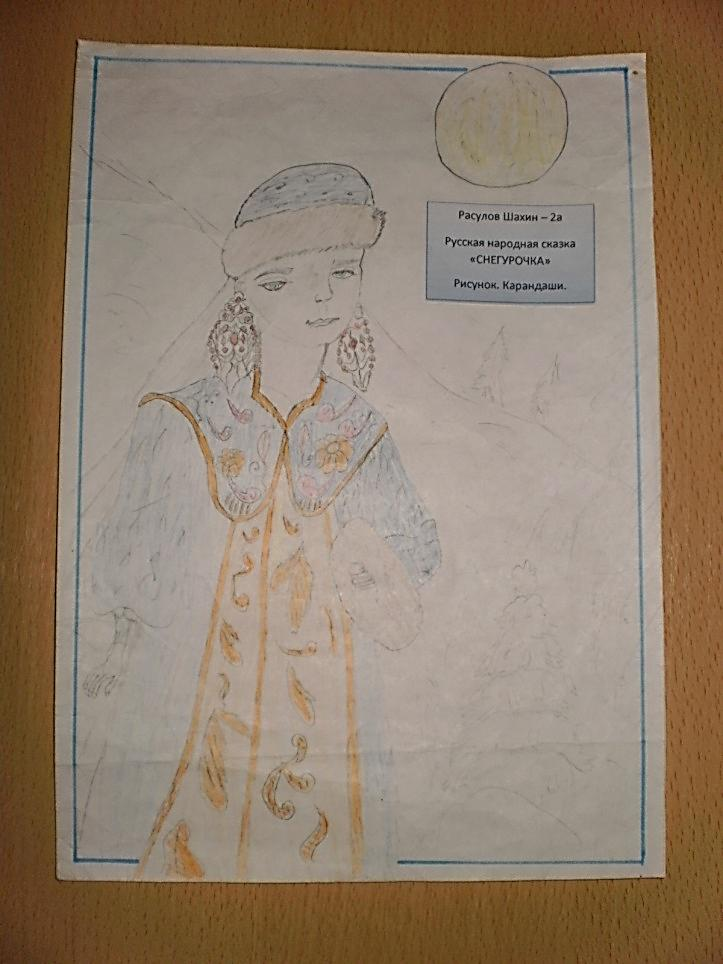 Расулов Шахин – 2а
Русская народная сказка
«СНЕГУРОЧКА»
Рисунок. Карандаши.